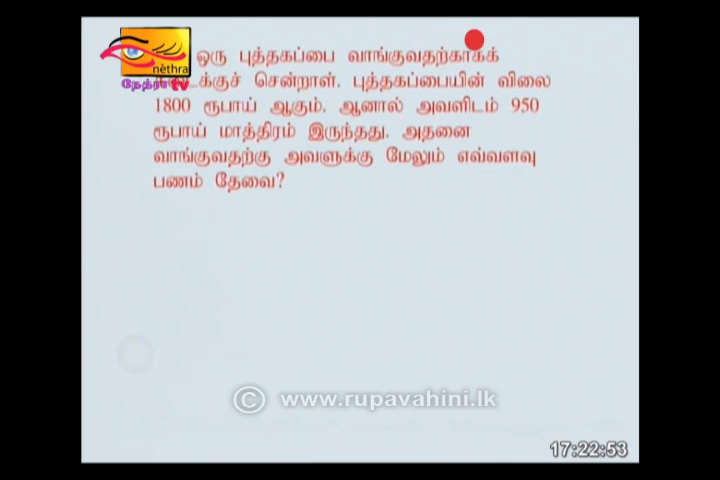 ஒரு புத்தகப்பை வாங்குவதற்காகக்
சென்றாள். புத்தகப்பையின் விலை
1800 ரூபாய் ஆகும். ஆனால் அவளிடம் 950
ரூபாய் மாத்திரம் இருந்தது. அதனை
வாங்குவதற்கு அவளுக்கு மேலும் எவ்வளவு
பணம் தேவை?
nethra
நேத்ரா TV
© www.rupavahini.lk
17:22:53